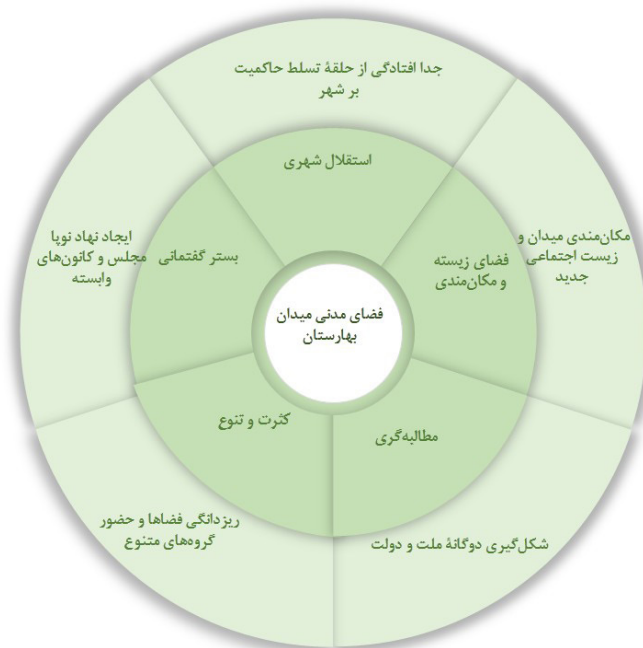 جدا افتادگی از حلقهٔ تسلط حاکمیت
بر شهر
استقلال شهری
مکان‌مندی میدان و
زیست اجتماعی
جدید
فضای زیسته
و مکان‌مندی
ایجاد نهاد نوپا
مجلس و کانون‌های
وابسته
بستر گفتمانی
فضای مدنی میدان
بهارستان
کثرت و تنوع
مطالبه‌گری
ریزدانگی فضاها و حضور
گروه‌های متنوع
شکل‌گیری دوگانهٔ ملت و دولت